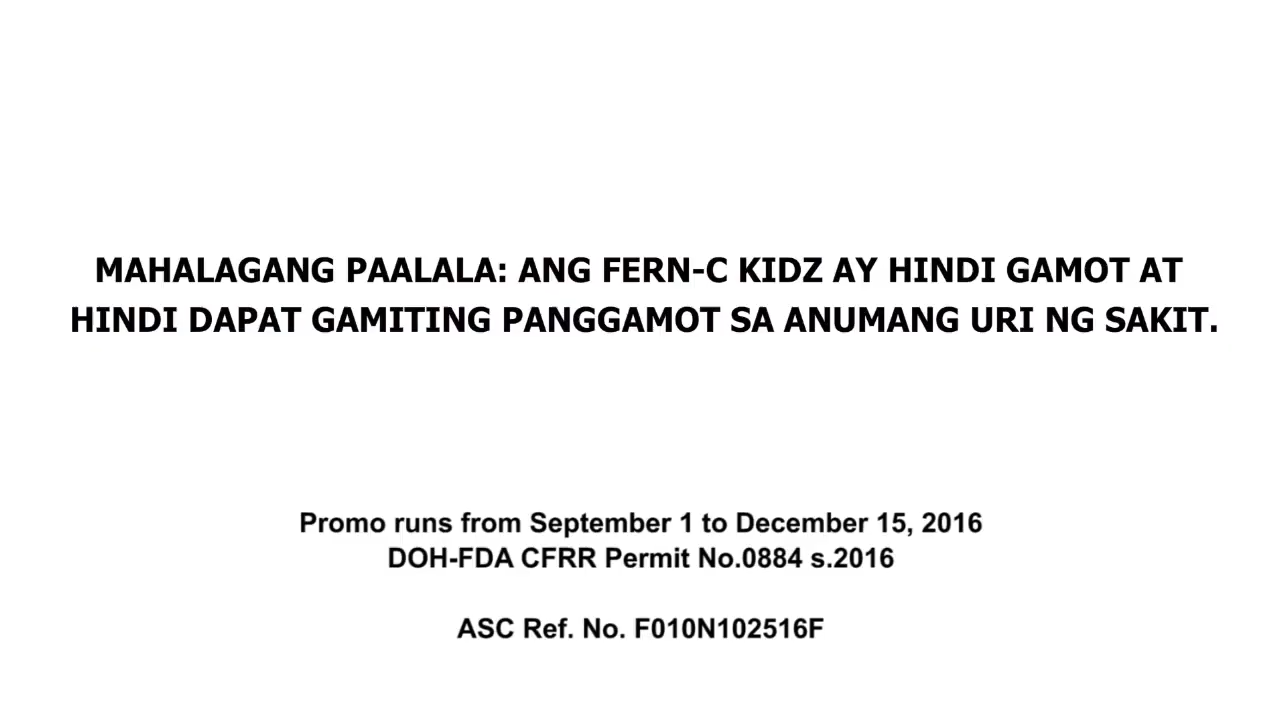 MAHALAGANG PAALALA: ANG FERN-C KIDZ AY HINDI GAMOT AT
HINDI DAPAT GAMITING PANGGAMOT SA ANUMANG URI NG SAKIT.
Promo runs from September 1 to December 15, 2016
DOH-FDA CFRR Permit No.0884 s.2016
ASC Ref. No. F010N102516F